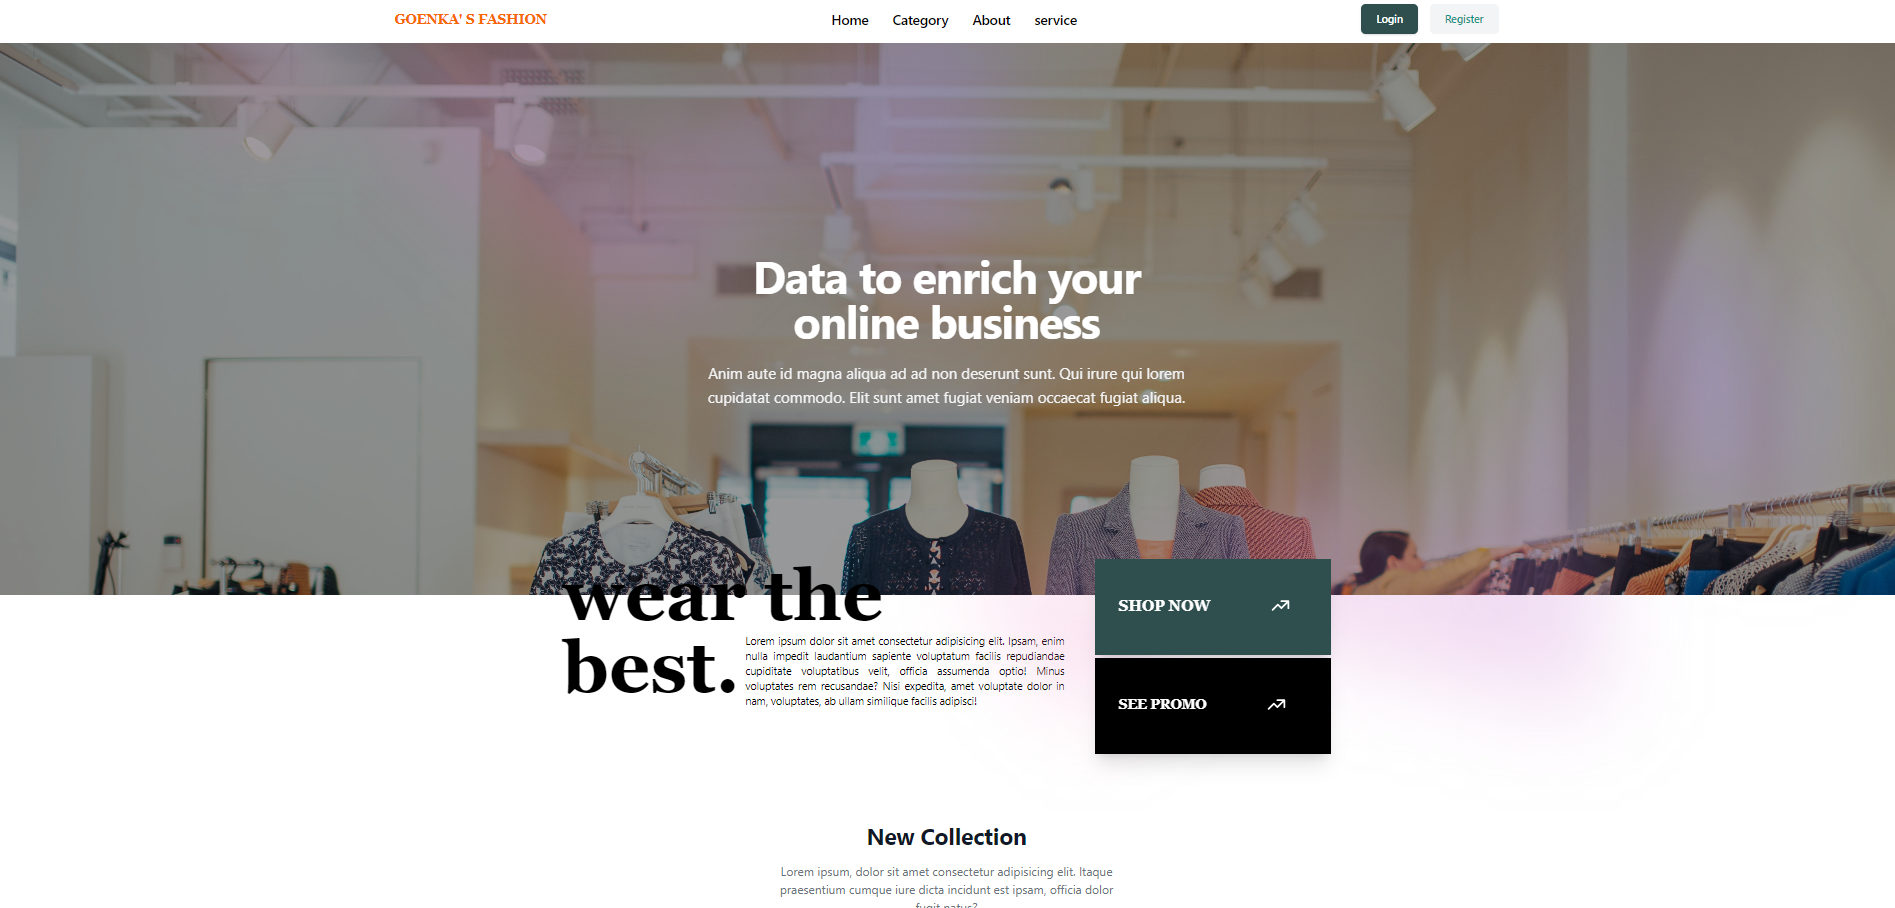 GOENKA' S FASHION
Home Category About service
Login Register
Data to enrich your
online business
Anim aute id magna aliqua ad ad non deserunt sunt. Qui irure qui lorem
cupidatat commodo. Elit sunt amet fugiat veniam occaecat fugiat aliqua.
wear the
best.
Lorem ipsum dolor sit amet consectetur adipisicing elit. Ipsam, enim
nulla impedit laudantium sapiente voluptatum facilis repudiandae
cupiditate voluptatibus velit, officia assumenda optio! Minus
voluptates rem recusandae? Nisi expedita, amet voluptate dolor in
nam, voluptates, ab ullam similique facilis adipisci!
SHOP NOW
SEE PROMO
New Collection
Lorem ipsum, dolor sit amet consectetur adipisicing elit. Itaque
praesentium cumque iure dicta incidunt est ipsam, officia dolor
fugit natus?